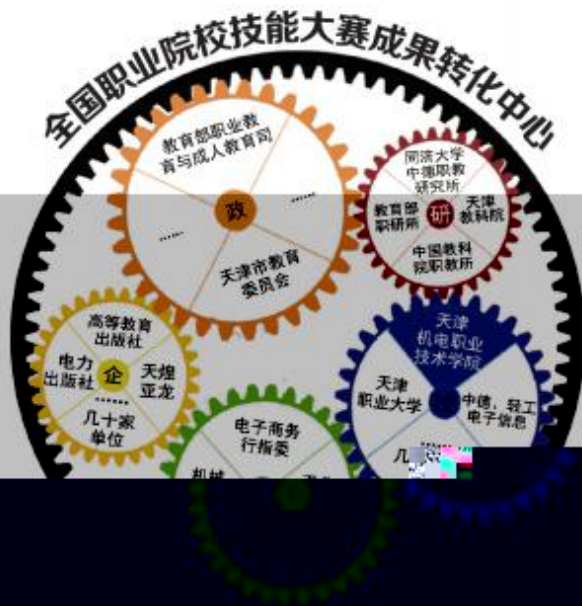 全国职业院校技能大赛成果转化中心
教育部职业教
育与成人教育司
政
......
......
天津市教育
委员会
同济大学
中德职教
研究所
教育部
职研所
研
天津
教科院
中国教科
院职教所
高等教育
出版社
电力
出版社
企
天煌
亚龙
......
几十家
单位
天津
机电职业
技术学院
天津
职业大学
中德、轻工
电子信息
......
几
电子商务
行指委
机械